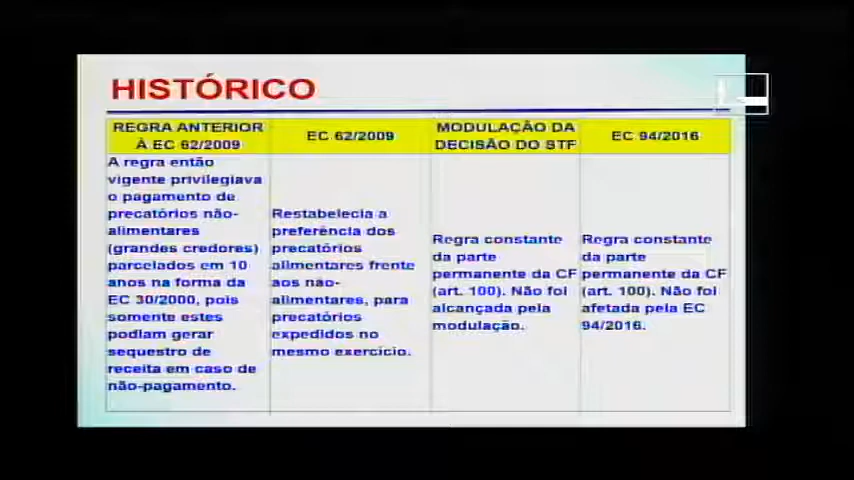 HISTÓRICO
REGRA ANTERIOR
À EC 62/2009
EC 62/2009
MODULAÇÃO DA
DECISÃO DO STF
EC 94/2016
A regra então
vigente privilegiava
o pagamento de
precatórios não-
alimentares
(grandes credores)
parcelados em 10
anos na forma da
EC 30/2000, pois
somente estes
podiam gerar
sequestro de
receita em caso de
não-pagamento.
Restabelecia a
preferência dos
precatórios
alimentares frente
aos não-
alimentares, para
precatórios
expedidos no
mesmo exercício.
Regra constante
da parte
permanente da CF
(art. 100). Não foi
alcançada pela
modulação.
Regra constante
da parte
permanente da CF
(art. 100). Não foi
afetada pela EC
94/2016.